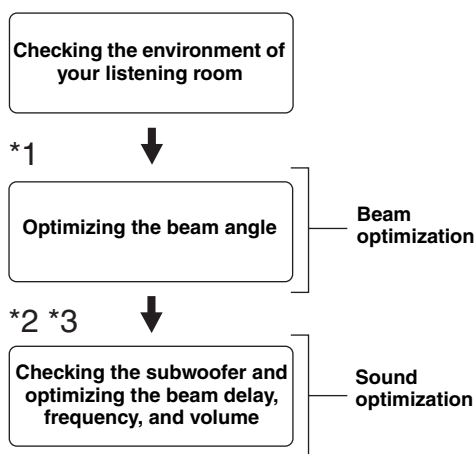 Checking the environment of
your listening room
*1
Optimizing the beam angle
Beam
optimization
*2 *3
Checking the subwoofer and
optimizing the beam delay,
frequency, and volume
Sound
optimization